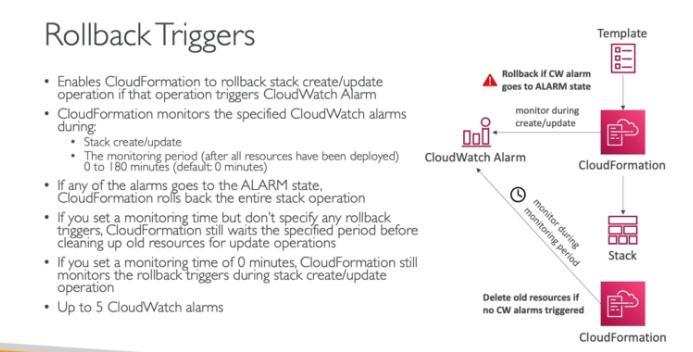 Rollback Triggers
• Enables CloudFormation to rollback stack create/update
operation if that operation triggers CloudWatch Alarm
• CloudFormation monitors the specified CloudWatch alarms
during:
• Stack create/update
• The monitoring period (after all resources have been deployed)
0 to 180 minutes (default: 0 minutes)
• If any of the alarms goes to the ALARM state,
CloudFormation rolls back the entire stack operation
• If you set a monitoring time but don't specify any rollback
triggers, CloudFormation still waits the specified period before
cleaning up old resources for update operations
• If you set a monitoring time of 0 minutes, CloudFormation still
monitors the rollback triggers during stack create/update
operation
• Up to 5 CloudWatch alarms
Template
Rollback if CW alarm
goes to ALARM state
monitor during
create/update
CloudWatch Alarm
CloudFormation
monitor during
monitoring period
Stack
Delete old resources if
no CW alarms triggered
CloudFormation